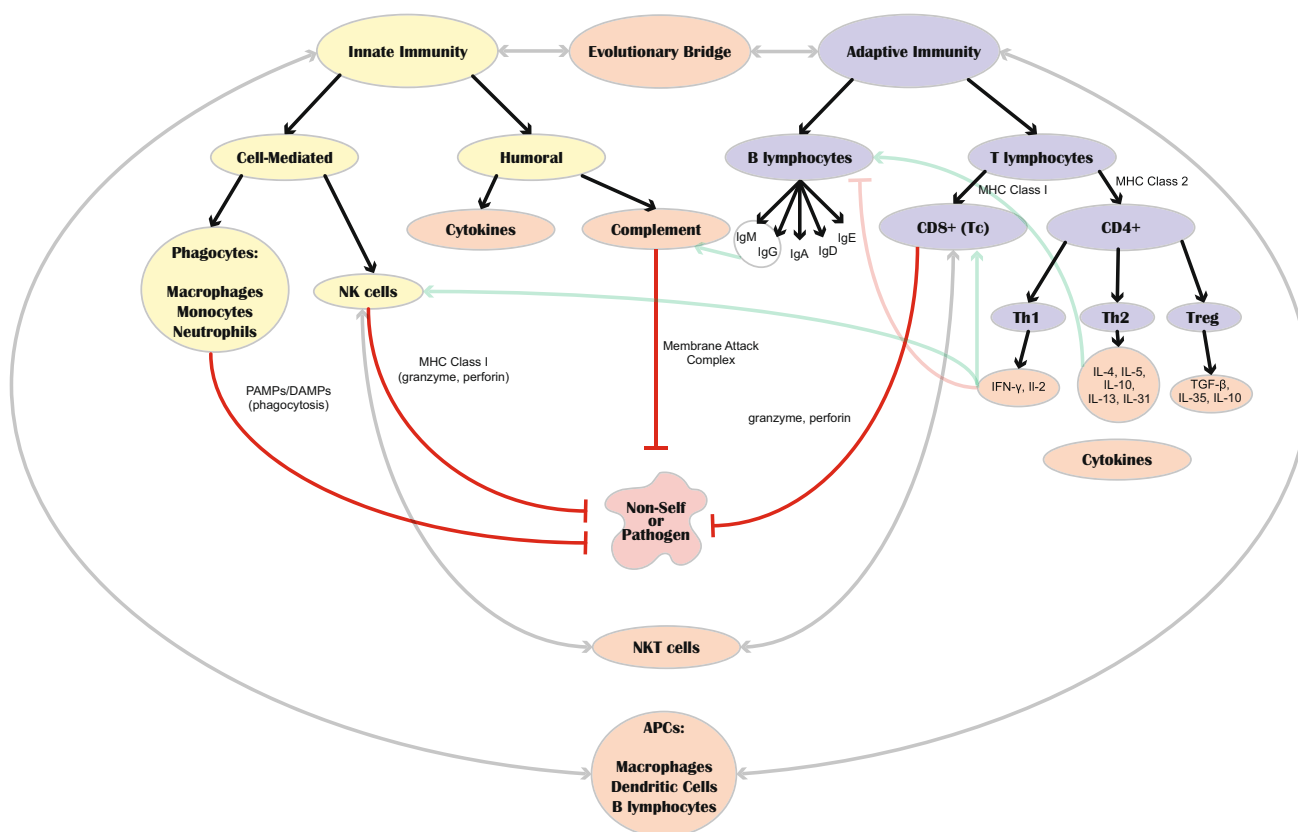 Innate Immunity
Evolutionary Bridge
Adaptive Immunity
Cell-Mediated
Humoral
B lymphocytes
T lymphocytes
MHC Class I
MHC Class 2
Cytokines
Complement
IgM
IgG
IgA
IgD
IgE
CD8+ (Tc)
CD4+
Phagocytes:
Macrophages
Monocytes
Neutrophils
NK cells
Th1
Th2
Treg
MHC Class I
(granzyme, perforin)
Membrane Attack
Complex
PAMPs/DAMPs
(phagocytosis)
granzyme, perforin
IFN-γ, Il-2
IL-4, IL-5,
IL-10,
IL-13, IL-31
TGF-β,
IL-35, IL-10
Cytokines
Non-Self
or
Pathogen
NKT cells
APCs:
Macrophages
Dendritic Cells
B lymphocytes